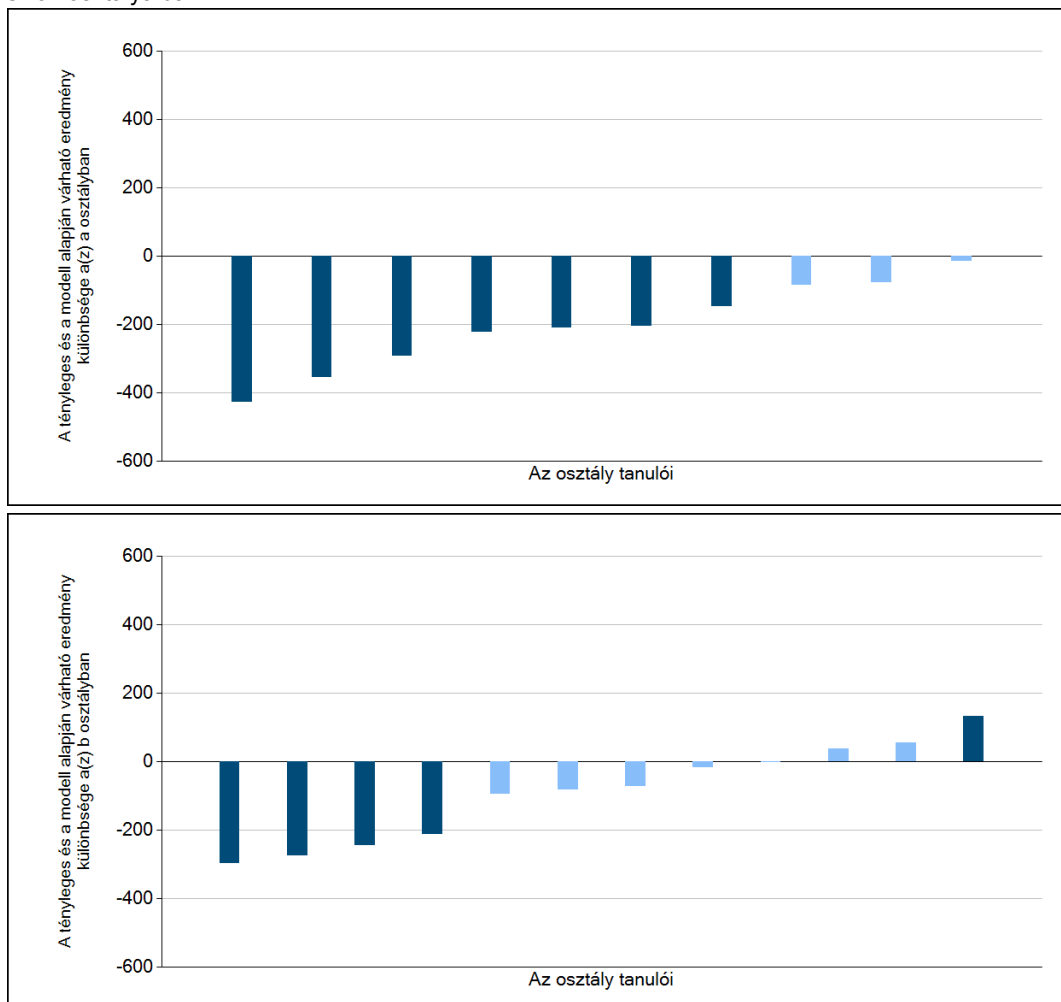 600
400
200
0
-200
-400
-600
A tényleges és a modell alapján várható eredmény
különbsége a(z) a osztályban
Az osztály tanulói
600
400
200
0
-200
-400
-600
A tényleges és a modell alapján várható eredmény
különbsége a(z) b osztályban
Az osztály tanulói